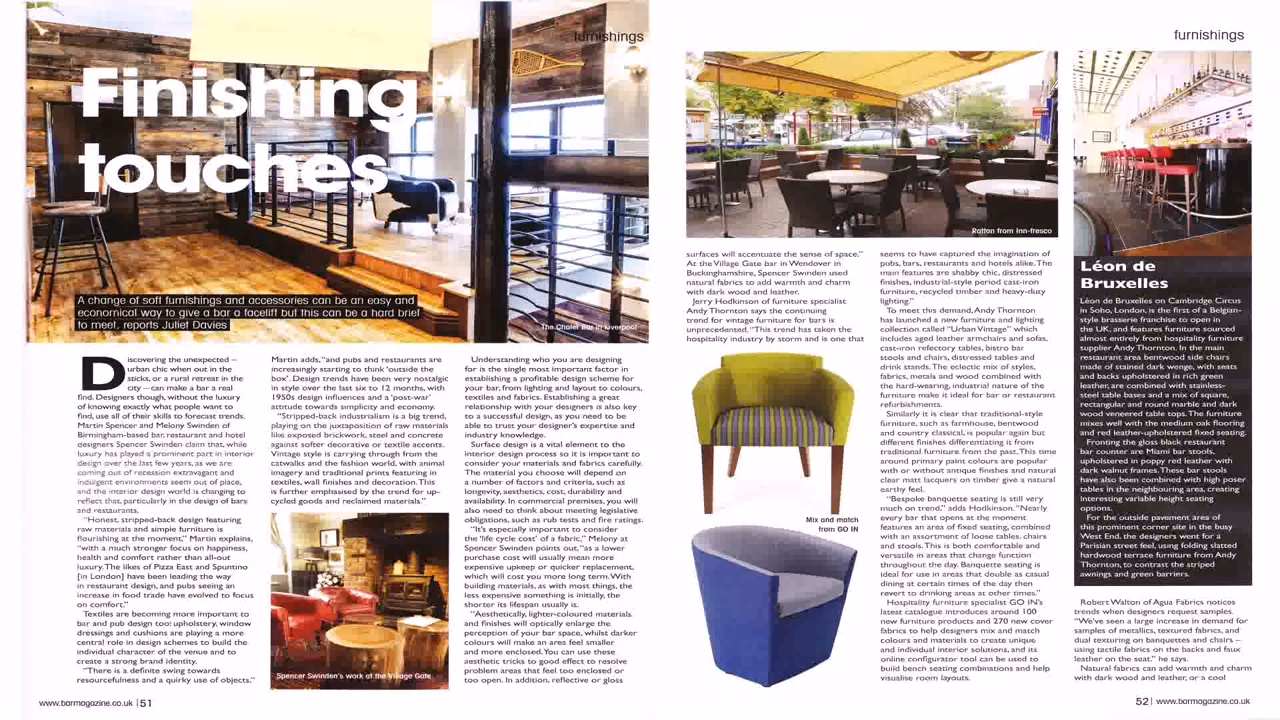 furnishings
Finishing
touches
A change of soft furnishings and accessories can be an easy and
economical way to give a bar a facelift but this can be a hard brief
to meet, reports Juliet Davies
The Chalet Bar in Liverpool
Discovering the unexpected –
urban chic when out in the
sticks, or a rural retreat in the
city – can make a bar a real
find. Designers though, without the luxury
of knowing exactly what people want to
find, use all of their skills to forecast trends.
Martin Spencer and Melony Swinden of
Birmingham-based bar, restaurant and hotel
designers Spencer Swinden claim that, while
luxury has played a prominent part in interior
design over the last few years, as we are
coming out of recession extravagant and
indulgent environments seem out of place,
and the interior design world is changing to
reflect that, particularly in the design of bars
and restaurants.
"Honest, stripped-back design featuring
raw materials and simple furniture is
flourishing at the moment," Martin explains,
"with a much stronger focus on happiness,
health and comfort rather than all-out
luxury. The likes of Pizza East and Spuntino
[in London] have been leading the way
in restaurant design, and pubs seeing an
increase in food trade have evolved to focus
on comfort."
Textiles are becoming more important to
bar and pub design too: upholstery, window
dressings and cushions are playing a more
central role in design schemes to build the
individual character of the venue and to
create a strong brand identity.
"There is a definite swing towards
resourcefulness and a quirky use of objects."
Martin adds, "and pubs and restaurants are
increasingly starting to think 'outside the
box'. Design trends have been very nostalgic
in style over the last six to 12 months, with
1950s design influences and a 'post-war'
attitude towards simplicity and economy.
"Stripped-back industrialism is a big trend,
playing on the juxtaposition of raw materials
like exposed brickwork, steel and concrete
against softer decorative or textile accents.
Vintage style is carrying through from the
catwalks and the fashion world, with animal
imagery and traditional prints featuring in
textiles, wall finishes and decoration. This
is further emphasised by the trend for up-
cycled goods and reclaimed materials."
Spencer Swinden's work at the Village Gate
Understanding who you are designing
for is the single most important factor in
establishing a profitable design scheme for
your bar, from lighting and layout to colours,
textiles and fabrics. Establishing a great
relationship with your designers is also key
to a successful design, as you need to be
able to trust your designer's expertise and
industry knowledge.
Surface design is a vital element to the
interior design process so it is important to
consider your materials and fabrics carefully.
The material you choose will depend on
a number of factors and criteria, such as
longevity, aesthetics, cost, durability and
availability. In commercial premises, you will
also need to think about meeting legislative
obligations, such as rub tests and fire ratings.
"It's especially important to consider
the 'life cycle cost' of a fabric," Melony at
Spencer Swinden points out, "as a lower
purchase cost will usually mean more
expensive upkeep or quicker replacement,
which will cost you more long term. With
building materials, as with most things, the
less expensive something is initially, the
shorter its lifespan usually is.
"Aesthetically, lighter-coloured materials
and finishes will optically enlarge the
perception of your bar space, whilst darker
colours will make an area feel smaller
and more enclosed. You can use these
aesthetic tricks to good effect to resolve
problem areas that feel too enclosed or
too open. In addition, reflective or gloss
www.barmagazine.co.uk | 51
furnishings
Rattan from Inn-fresco
surfaces will accentuate the sense of space."
At the Village Gate bar in Wendover in
Buckinghamshire, Spencer Swinden used
natural fabrics to add warmth and charm
with dark wood and leather.
Jerry Hodkinson of furniture specialist
Andy Thornton says the continuing
trend for vintage furniture for bars is
unprecedented. "This trend has taken the
hospitality industry by storm and is one that
Mix and match
from GO IN
seems to have captured the imagination of
pubs, bars, restaurants and hotels alike. The
main features are shabby chic, distressed
finishes, industrial-style period cast-iron
furniture, recycled timber and heavy-duty
lighting."
To meet this demand, Andy Thornton
has launched a new furniture and lighting
collection called "Urban Vintage" which
includes aged leather armchairs and sofas,
cast-iron refectory tables, bistro bar
stools and chairs, distressed tables and
drink stands. The eclectic mix of styles,
fabrics, metals and wood combined with
the hard-wearing, industrial nature of the
furniture make it ideal for bar or restaurant
refurbishments.
Similarly it is clear that traditional-style
furniture, such as farmhouse, bentwood
and country classical, is popular again but
different finishes differentiating it from
traditional furniture from the past. This time
around primary paint colours are popular
with or without antique finishes and natural
clear matt lacquers on timber give a natural
earthy feel.
"Bespoke banquette seating is still very
much on trend," adds Hodkinson. "Nearly
every bar that opens at the moment
features an area of fixed seating, combined
with an assortment of loose tables, chairs
and stools. This is both comfortable and
versatile in areas that change function
throughout the day. Banquette seating is
ideal for use in areas that double as casual
dining at certain times of the day then
revert to drinking areas at other times."
Hospitality furniture specialist GO IN's
latest catalogue introduces around 100
new furniture products and 270 new cover
fabrics to help designers mix and match
colours and materials to create unique
and individual interior solutions, and its
online configurator tool can be used to
build bench seating combinations and help
visualise room layouts.
Léon de
Bruxelles
Léon de Bruxelles on Cambridge Circus
in Soho, London, is the first of a Belgian-
style brasserie franchise to open in
the UK, and features furniture sourced
almost entirely from hospitality furniture
supplier Andy Thornton. In the main
restaurant area bentwood side chairs
made of stained dark wenge, with seats
and backs upholstered in rich green
leather, are combined with stainless-
steel table bases and a mix of square,
rectangular and round marble and dark
wood veneered table tops. The furniture
mixes well with the medium oak flooring
and red leather-upholstered fixed seating.
Fronting the gloss black restaurant
bar counter are Miami bar stools,
upholstered in poppy red leather with
dark walnut frames. These bar stools
have also been combined with high poser
tables in the neighbouring area, creating
interesting variable height seating
options.
For the outside pavement area of
this prominent corner site in the busy
West End, the designers went for a
Parisian street feel, using folding slatted
hardwood terrace furniture from Andy
Thornton, to contrast the striped
awnings and green barriers.
Robert Walton of Agua Fabrics notices
trends when designers request samples.
"We've seen a large increase in demand for
samples of metallics, textured fabrics, and
dual texturing on banquettes and chairs –
using tactile fabrics on the backs and faux
leather on the seat," he says.
Natural fabrics can add warmth and charm
with dark wood and leather, or a cool
52 | www.barmagazine.co.uk